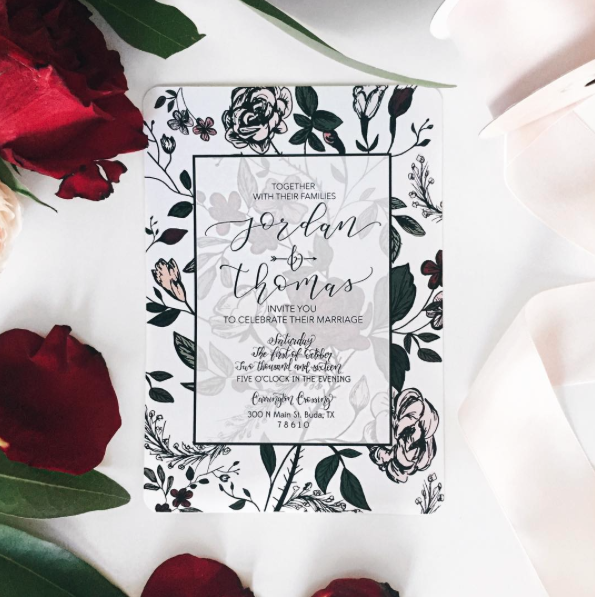 TOGETHER
WITH THEIR FAMILIES
jordan
&
thomas
INVITE YOU
TO CELEBRATE THEIR MARRIAGE
Saturday
The first of October
Two thousand and sixteen
FIVE O'CLOCK IN THE EVENING
Carrington Crossing
300 N Main St. Buda, TX
78610